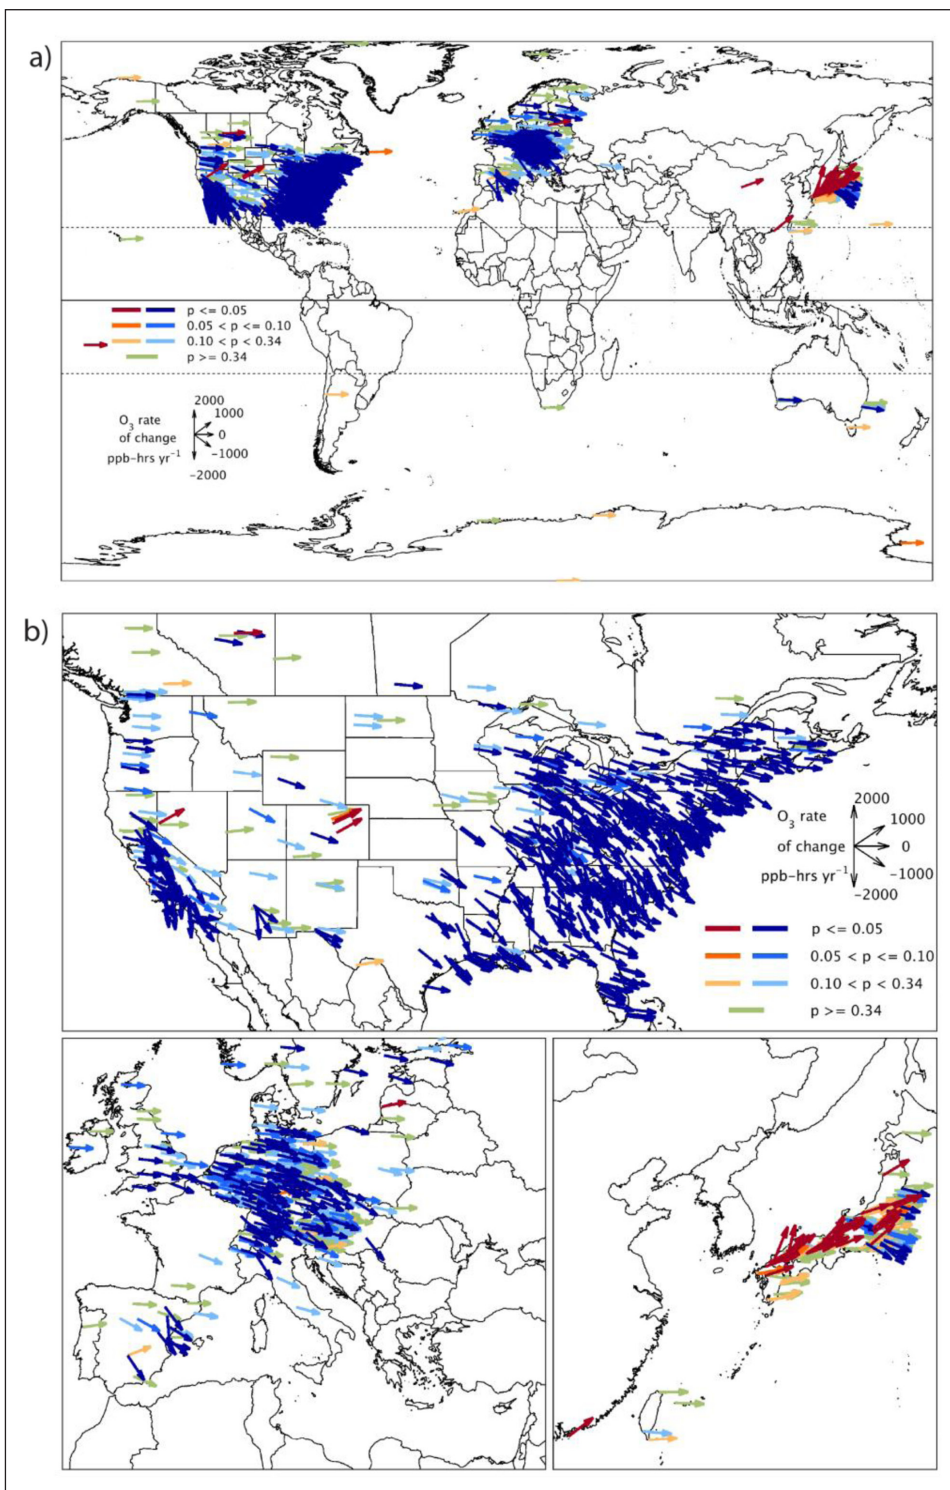 a)
p <= 0.05
0.05 < p <= 0.10
0.10 < p < 0.34
p >= 0.34
2000
O3 rate 1000
of change 0
ppb-hrs yr−1 −1000
−2000
b)
2000
O3 rate 1000
of change 0
ppb-hrs yr−1 −1000
−2000
p <= 0.05
0.05 < p <= 0.10
0.10 < p < 0.34
p >= 0.34